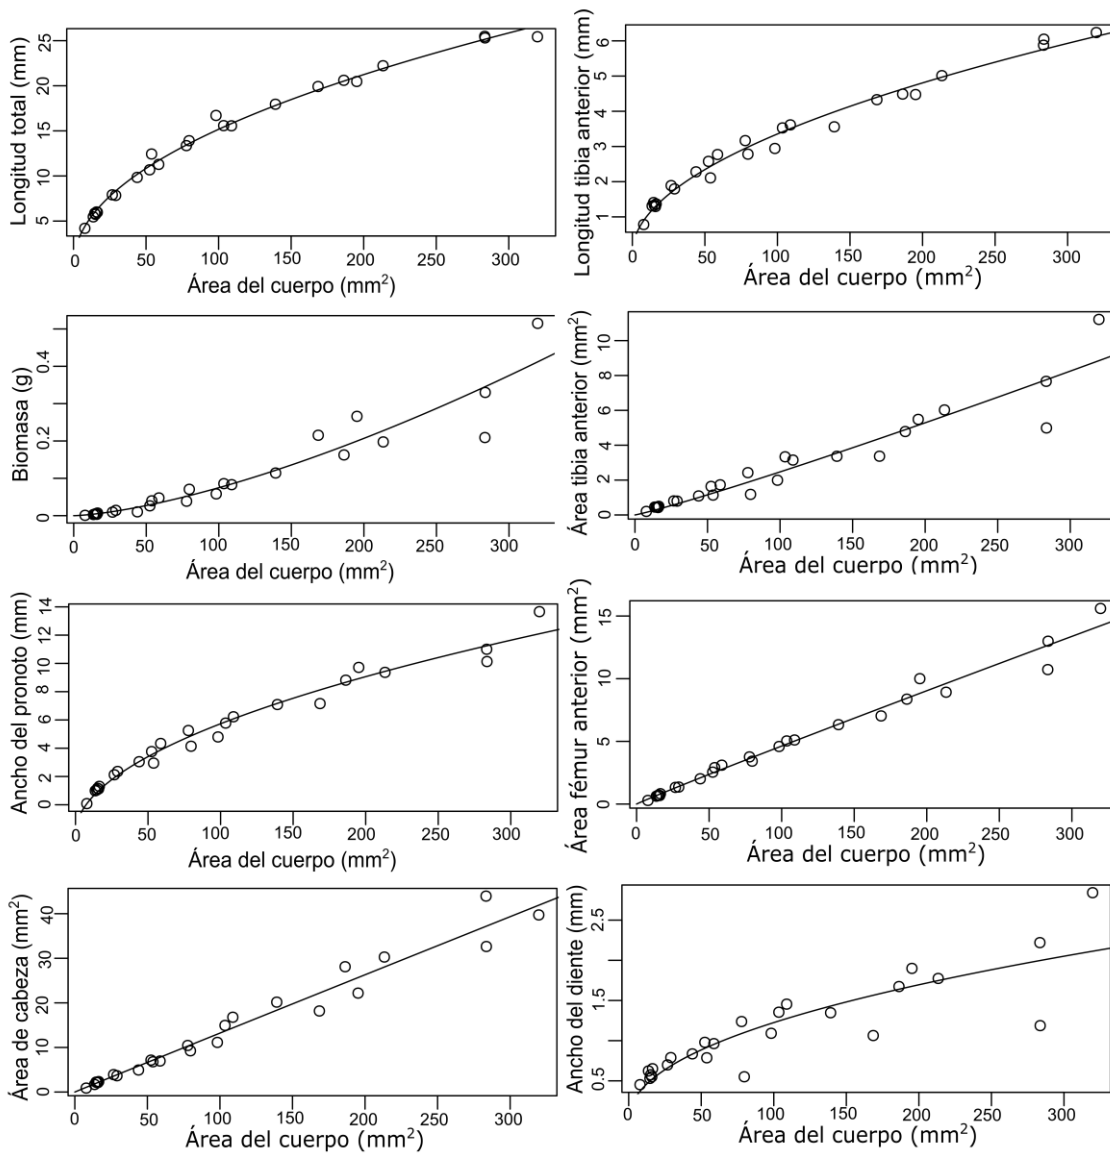 Longitud total (mm)
25
20
15
10
5
0 50 100 150 200 250 300
Área del cuerpo (mm²)
Longitud tibia anterior (mm)
6
5
4
3
2
1
0 50 100 150 200 250 300
Área del cuerpo (mm²)
Biomasa (g)
0.4
0.2
0
0 50 100 150 200 250 300
Área del cuerpo (mm²)
Área tibia anterior (mm²)
10
8
6
4
2
0
0 50 100 150 200 250 300
Área del cuerpo (mm²)
Ancho del pronoto (mm)
14
12
10
8
6
4
2
0
0 50 100 150 200 250 300
Área del cuerpo (mm²)
Área fémur anterior (mm²)
15
10
5
0
0 50 100 150 200 250 300
Área del cuerpo (mm²)
Área de cabeza (mm²)
40
30
20
10
0
0 50 100 150 200 250 300
Área del cuerpo (mm²)
Ancho del diente (mm)
2.5
1.5
0.5
0 50 100 150 200 250 300
Área del cuerpo (mm²)